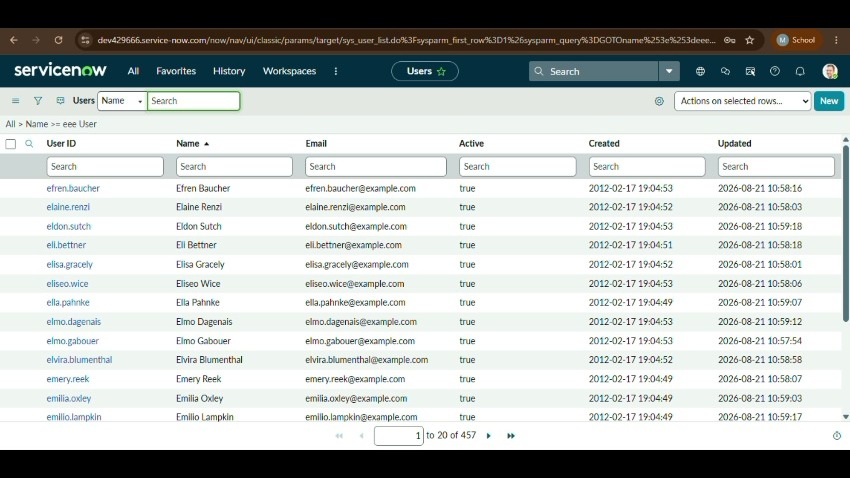 dev429666.service-now.com/now/nav/ui/classic/params/target/sys_user_list.do%3Fsysparm_first_row%3D1%26sysparm_query%3DGOTOname%253e%253deee...
M School
servicenow All Favorites History Workspaces Users Search
Users Name Search Actions on selected rows... New
All > Name >= eee User
User ID Name Email Active Created Updated
Search Search Search Search Search Search
efren.baucher Efren Baucher efren.baucher@example.com true 2012-02-17 19:04:53 2026-08-21 10:58:16
elaine.renzi Elaine Renzi elaine.renzi@example.com true 2012-02-17 19:04:52 2026-08-21 10:58:03
eldon.sutch Eldon Sutch eldon.sutch@example.com true 2012-02-17 19:04:53 2026-08-21 10:59:18
eli.bettner Eli Bettner eli.bettner@example.com true 2012-02-17 19:04:51 2026-08-21 10:58:18
elisa.gracely Elisa Gracely elisa.gracely@example.com true 2012-02-17 19:04:52 2026-08-21 10:58:01
eliseo.wice Eliseo Wice eliseo.wice@example.com true 2012-02-17 19:04:53 2026-08-21 10:58:06
ella.pahnke Ella Pahnke ella.pahnke@example.com true 2012-02-17 19:04:49 2026-08-21 10:59:07
elmo.dagenais Elmo Dagenais elmo.dagenais@example.com true 2012-02-17 19:04:53 2026-08-21 10:59:12
elmo.gabouer Elmo Gabouer elmo.gabouer@example.com true 2012-02-17 19:04:53 2026-08-21 10:57:54
elvira.blumenthal Elvira Blumenthal elvira.blumenthal@example.com true 2012-02-17 19:04:52 2026-08-21 10:58:58
emery.reek Emery Reek emery.reek@example.com true 2012-02-17 19:04:49 2026-08-21 10:58:07
emilia.oxley Emilia Oxley emilia.oxley@example.com true 2012-02-17 19:04:49 2026-08-21 10:59:03
emilio.lampkin Emilio Lampkin emilio.lampkin@example.com true 2012-02-17 19:04:49 2026-08-21 10:59:17
1 to 20 of 457